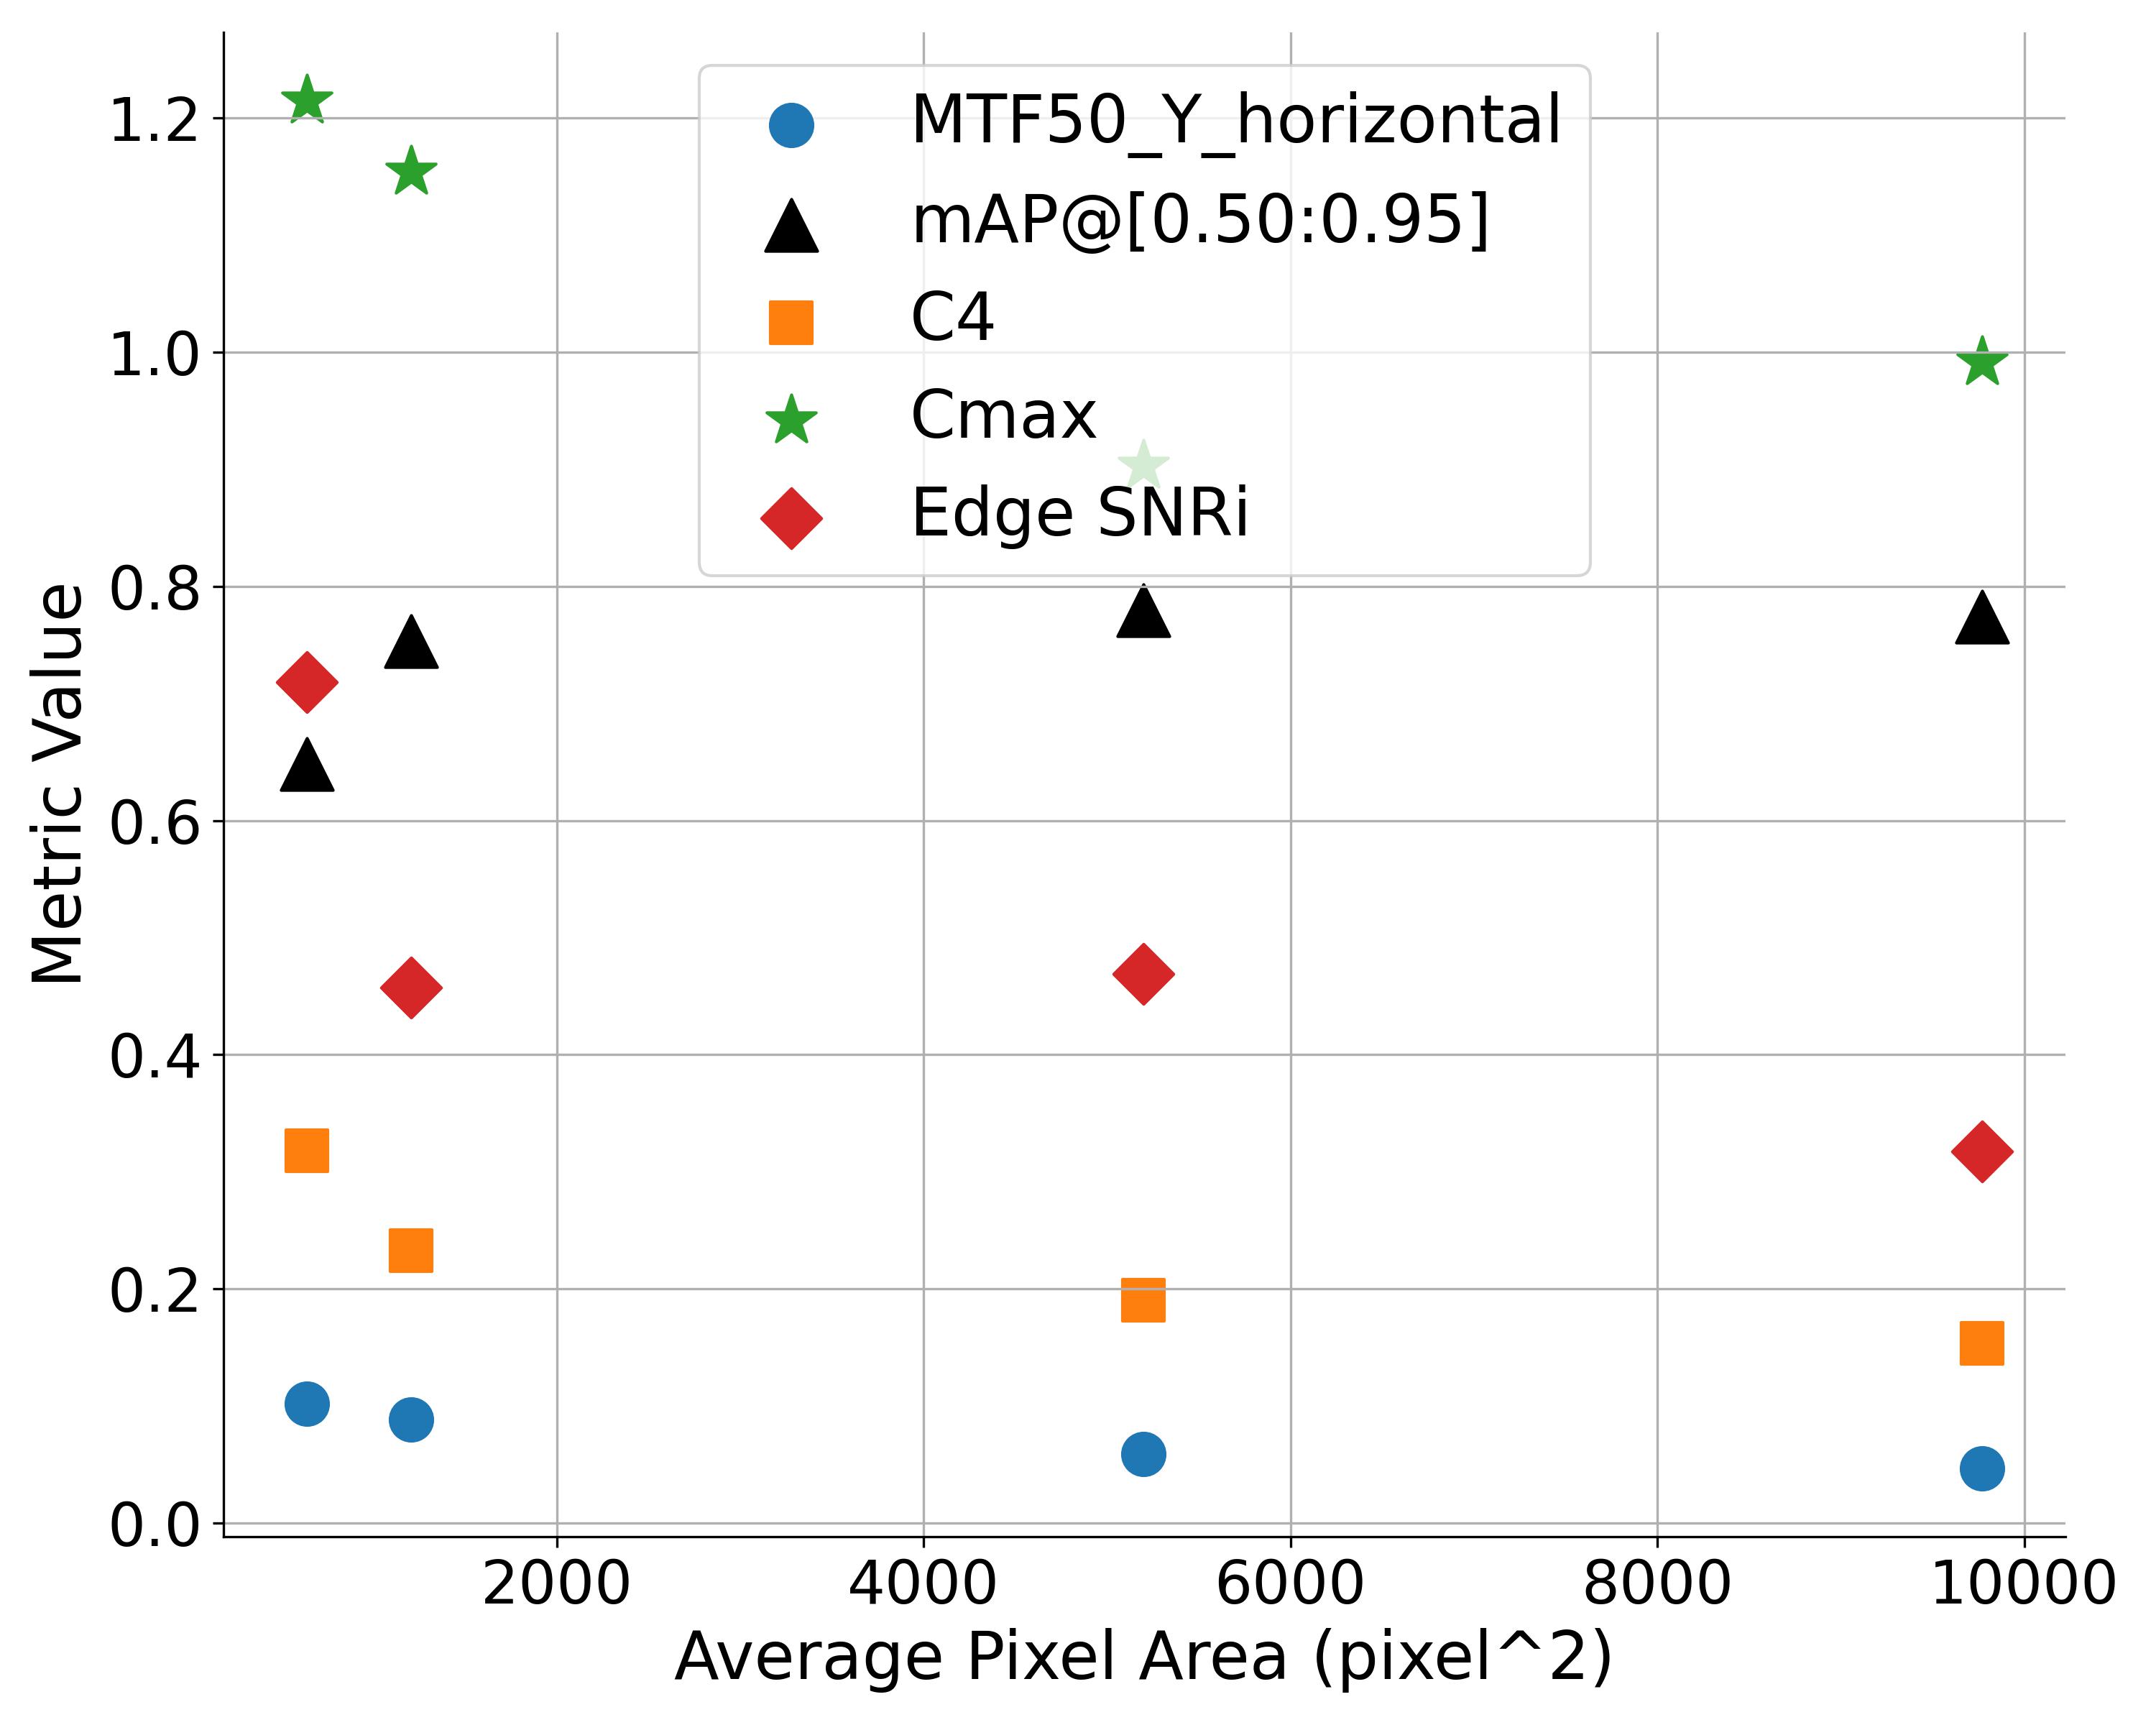 MTF50_Y_horizontal
mAP@[0.50:0.95]
C4
Cmax
Edge SNRi
1.2
1.0
0.8
0.6
0.4
0.2
0.0
Metric Value
2000 4000 6000 8000 10000
Average Pixel Area (pixel^2)